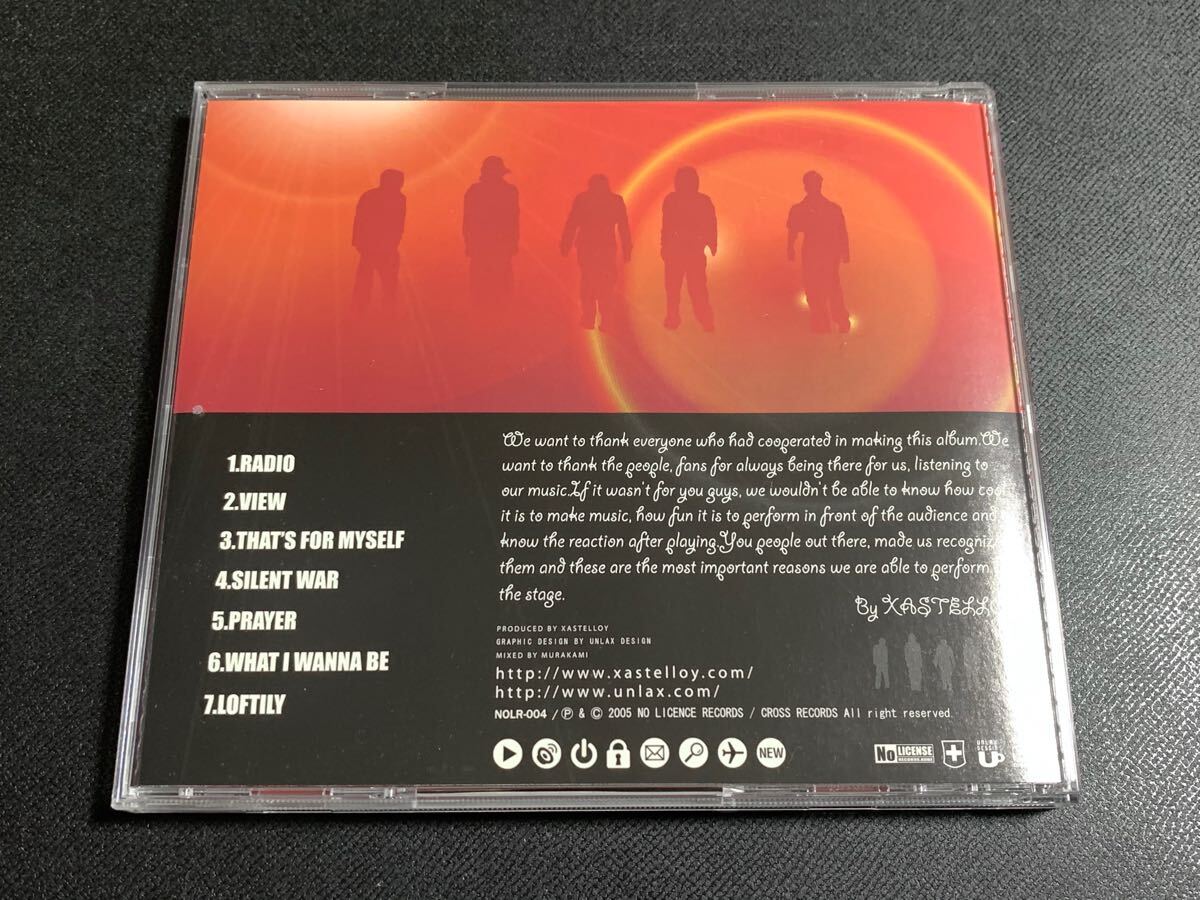 1.RADIO
2.VIEW
3.THAT'S FOR MYSELF
4.SILENT WAR
5.PRAYER
6.WHAT I WANNA BE
7.LOFTILY
We want to thank everyone who had cooperated in making this album.We
want to thank the people, fans for always being there for us, listening to
our music.If it wasn't for you guys, we wouldn't be able to know how cool
it is to make music, how fun it is to perform in front of the audience and
know the reaction after playing.You people out there, made us recognize
them and these are the most important reasons we are able to perform
the stage.
By XASTELLO
PRODUCED BY XASTELLOY
GRAPHIC DESIGN BY UNLAX DESIGN
MIXED BY MURAKAMI
http://www.xastelloy.com/
http://www.unlax.com/
NOLR-004 / ℗ & © 2005 NO LICENCE RECORDS / CROSS RECORDS All right reserved.
NEW
No LICENSE
UNLAX
DESIGN
UP